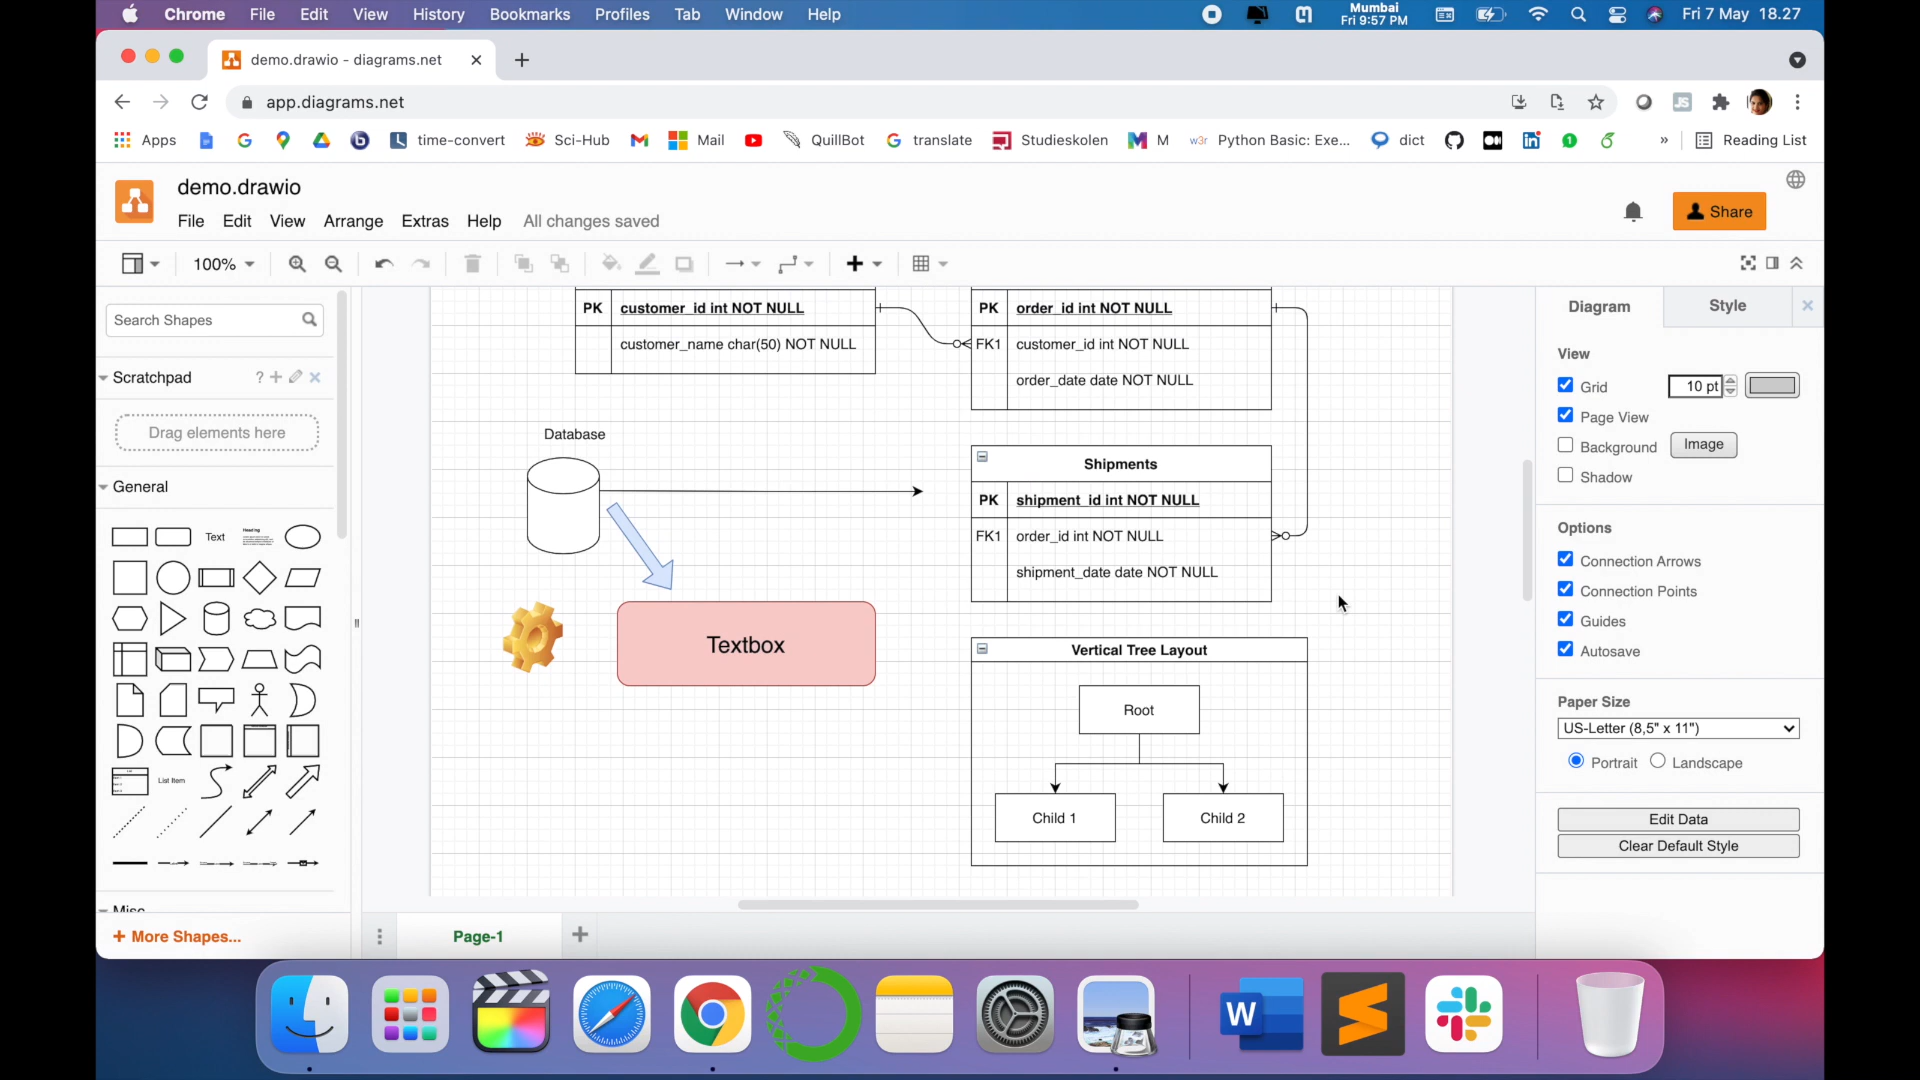 Chrome File Edit View History Bookmarks Profiles Tab Window Help
Mumbai
Fri 9:57 PM
Fri 7 May 18.27
demo.drawio - diagrams.net
app.diagrams.net
Apps time-convert Sci-Hub Mail QuillBot translate Studieskolen M Python Basic: Exe... dict » Reading List
demo.drawio
File Edit View Arrange Extras Help All changes saved
Share
100%
Search Shapes
Scratchpad ?
Drag elements here
General
Text
Heading
List Item
Misc
+ More Shapes...
PK customer_id int NOT NULL
customer_name char(50) NOT NULL
PK order_id int NOT NULL
FK1 customer_id int NOT NULL
order_date date NOT NULL
Database
Shipments
PK shipment_id int NOT NULL
FK1 order_id int NOT NULL
shipment_date date NOT NULL
Textbox
Vertical Tree Layout
Root
Child 1 Child 2
Page-1
Diagram Style
View
Grid 10 pt
Page View
Background Image
Shadow
Options
Connection Arrows
Connection Points
Guides
Autosave
Paper Size
US-Letter (8,5" x 11")
Portrait Landscape
Edit Data
Clear Default Style
W